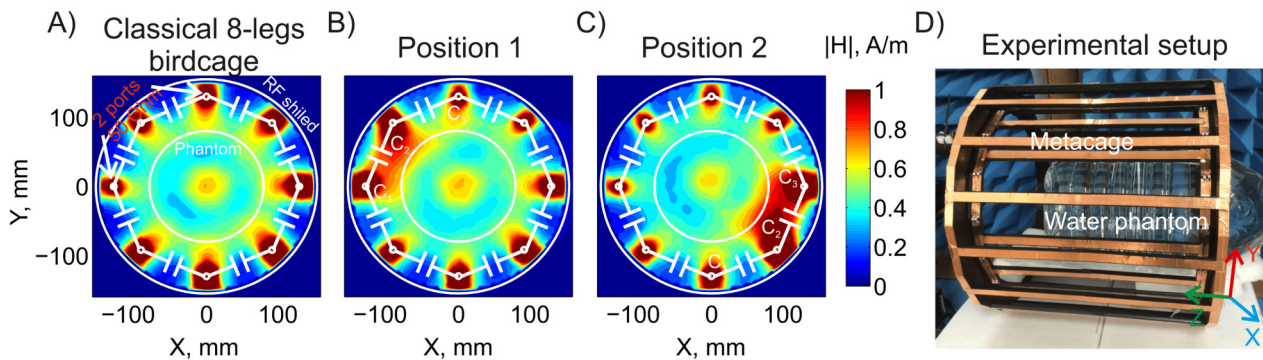 A) Classical 8-legs
birdcage
B) Position 1
C) Position 2
|H|, A/m
D) Experimental setup
2 ports
50 Ohm
RF shiled
Phantom
C3
C2
C1
C3
C2
C
1
0.8
0.6
0.4
0.2
0
Metacage
Water phantom
Y
Z
X
100
0
−100
Y, mm
−100 0 100
X, mm
−100 0 100
X, mm
−100 0 100
X, mm